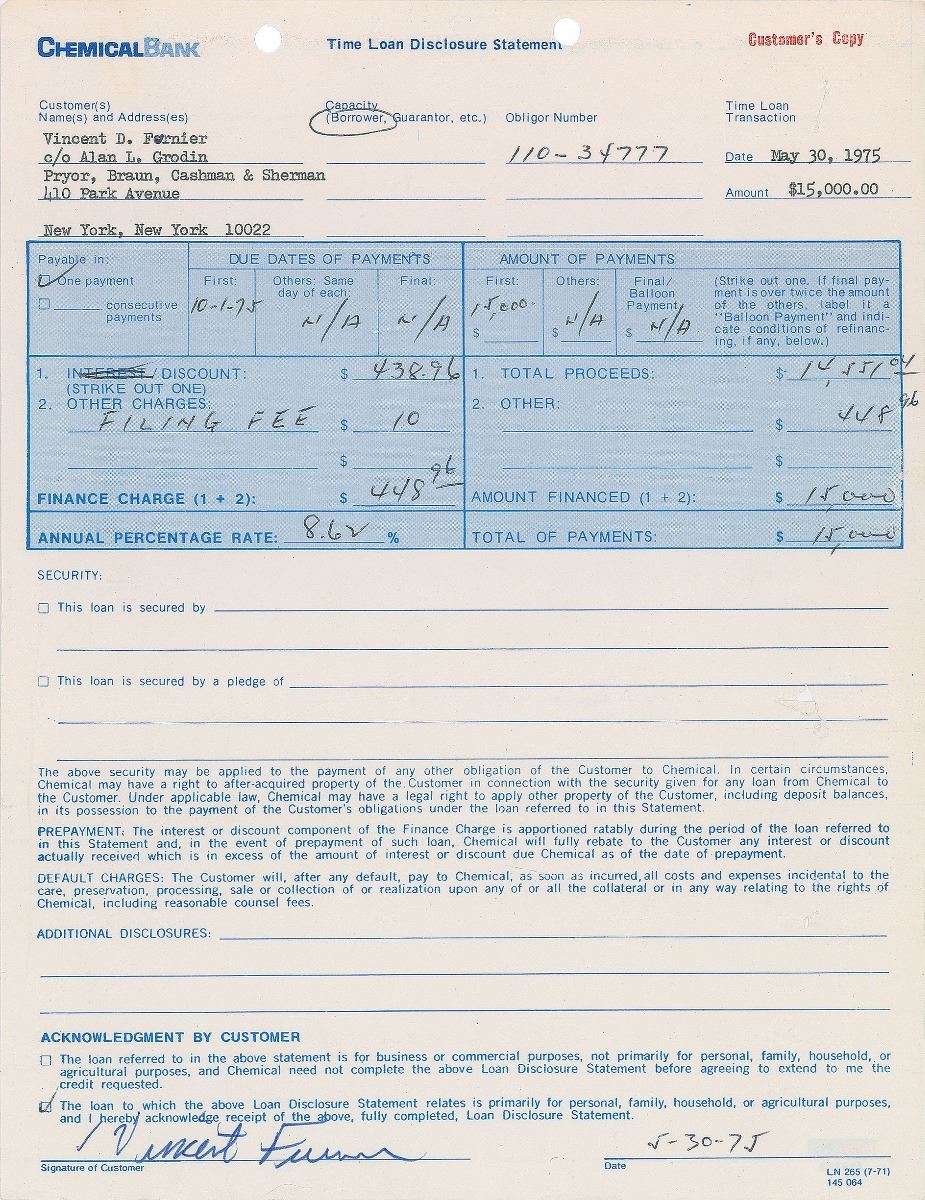 CHEMICALBANK
Time Loan Disclosure Statement
Customer's Copy
Customer(s)
Name(s) and Address(es)
Capacity
(Borrower, Guarantor, etc.)
Obligor Number
Time Loan
Transaction
Vincent D. Furnier
c/o Alan L. Grodin
Pryor, Braun, Cashman & Sherman
410 Park Avenue
New York, New York 10022
110-34777
Date May 30, 1975
Amount $15,000.00
Payable in:
DUE DATES OF PAYMENTS
AMOUNT OF PAYMENTS
One payment
consecutive
payments
First:
10-1-75
Others: Same
day of each:
N/A
Final:
N/A
First:
15,000-
$
Others:
N/A
$
Final/
Balloon
Payment
$ N/A
(Strike out one. If final pay-
ment is over twice the amount
of the others, label it a
"Balloon Payment" and indi-
cate conditions of refinanc-
ing, if any, below.)
1. INTEREST/DISCOUNT: $ 438.96
(STRIKE OUT ONE)
2. OTHER CHARGES:
FILING FEE $ 10
$
FINANCE CHARGE (1 + 2): $ 448 96
ANNUAL PERCENTAGE RATE: 8.62 %
1. TOTAL PROCEEDS: $ 14,551 04
2. OTHER:
$ 448 96
$
AMOUNT FINANCED (1 + 2): $ 15,000
TOTAL OF PAYMENTS: $ 15,000
SECURITY:
This loan is secured by
This loan is secured by a pledge of
The above security may be applied to the payment of any other obligation of the Customer to Chemical. In certain circumstances,
Chemical may have a right to after-acquired property of the Customer in connection with the security given for any loan from Chemical to
the Customer. Under applicable law, Chemical may have a legal right to apply other property of the Customer, including deposit balances,
in its possession to the payment of the Customer's obligations under the loan referred to in this Statement.
PREPAYMENT: The interest or discount component of the Finance Charge is apportioned ratably during the period of the loan referred to
in this Statement and, in the event of prepayment of such loan, Chemical will fully rebate to the Customer any interest or discount
actually received which is in excess of the amount of interest or discount due Chemical as of the date of prepayment.
DEFAULT CHARGES: The Customer will, after any default, pay to Chemical, as soon as incurred, all costs and expenses incidental to the
care, preservation, processing, sale or collection of or realization upon any of or all the collateral or in any way relating to the rights of
Chemical, including reasonable counsel fees.
ADDITIONAL DISCLOSURES:
ACKNOWLEDGMENT BY CUSTOMER
The loan referred to in the above statement is for business or commercial purposes, not primarily for personal, family, household, or
agricultural purposes, and Chemical need not complete the above Loan Disclosure Statement before agreeing to extend to me the
credit requested.
The loan to which the above Loan Disclosure Statement relates is primarily for personal, family, household, or agricultural purposes,
and I hereby acknowledge receipt of the above, fully completed, Loan Disclosure Statement.
Vincent Furnier
5-30-75
Signature of Customer
Date
LN 265 (7-71)
145 064